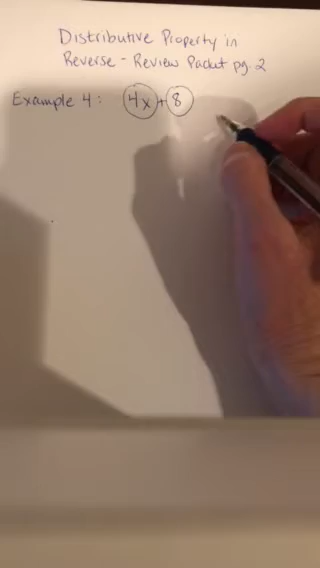 Distributive Property in
Reverse - Review Packet pg. 2
Example 4: 4x + 8